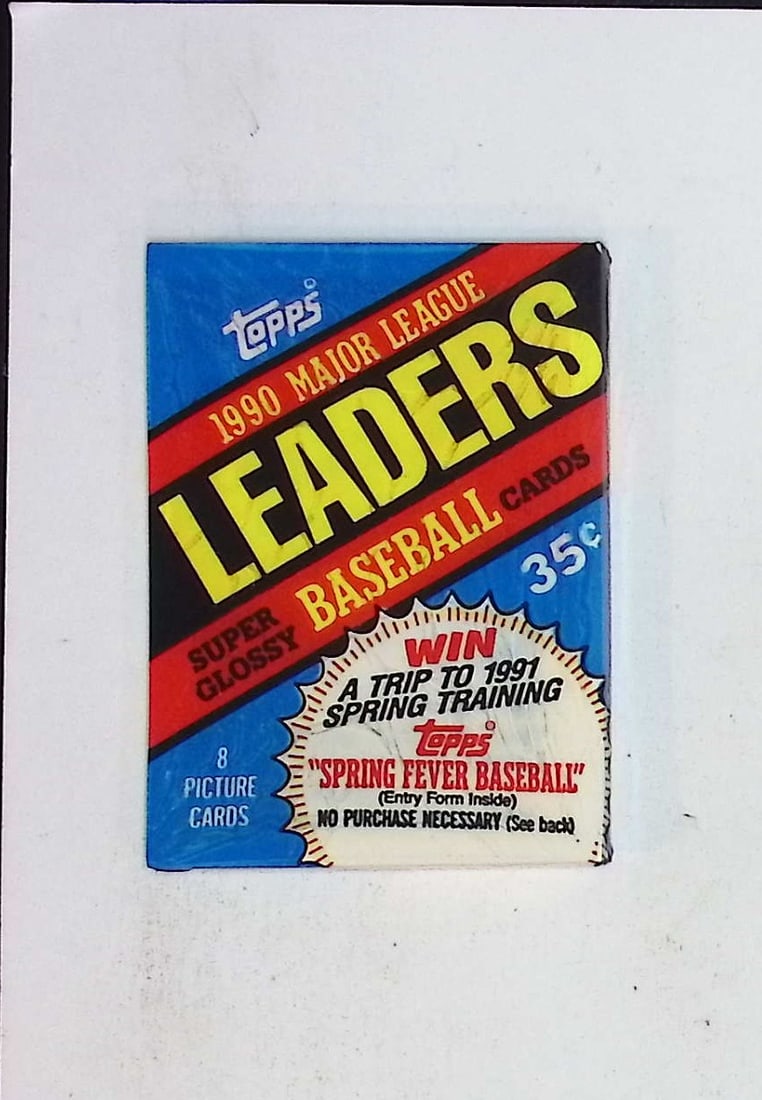 Topps®
1990 MAJOR LEAGUE
LEADERS
SUPER GLOSSY BASEBALL CARDS
35¢
8
PICTURE
CARDS
WIN
A TRIP TO 1991
SPRING TRAINING
Topps®
"SPRING FEVER BASEBALL"
(Entry Form Inside)
NO PURCHASE NECESSARY (See back)